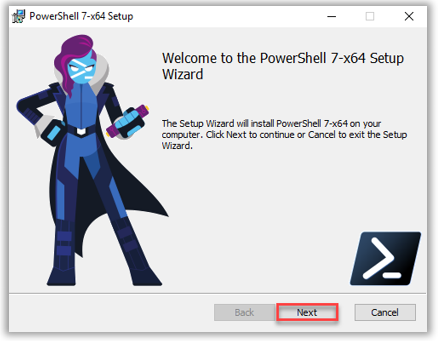 PowerShell 7-x64 Setup
Welcome to the PowerShell 7-x64 Setup
Wizard
The Setup Wizard will install PowerShell 7-x64 on your
computer. Click Next to continue or Cancel to exit the Setup
Wizard.
Back
Next
Cancel